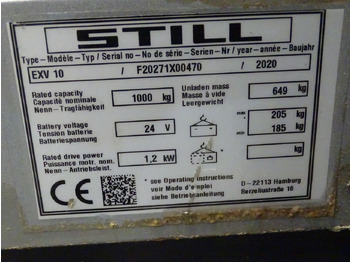 STILL
Type-Modèle-Typ / Serial no-No de série-Serien-Nr / year-année-Baujahr
EXV 10 / F20271X00470 / 2020
Rated capacity
Capacité nominale
Nenn-Tragfähigkeit
1000 kg
Unladen mass
Masse à vide
Leergewicht
649 kg
Battery voltage
Tension batterie
Batteriespannung
24 V
max 205 kg
min 185 kg
Rated drive power
Puissance motr. nom.
Nenn-Antriebsleist.
1,2 kW
kg
CE
* see Operating instructions
voir Mode d'emploi
siehe Betriebsanleitung
D-22113 Hamburg
Berzeliusstraße 10